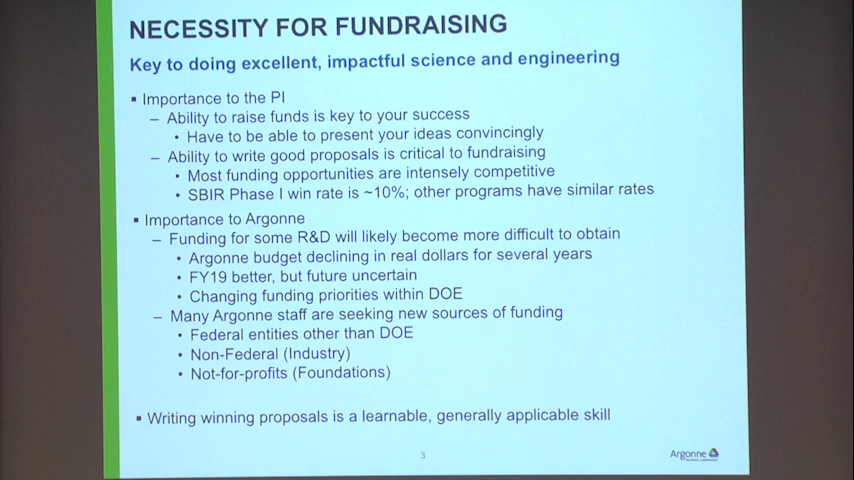 NECESSITY FOR FUNDRAISING
Key to doing excellent, impactful science and engineering
▪ Importance to the PI
– Ability to raise funds is key to your success
• Have to be able to present your ideas convincingly
– Ability to write good proposals is critical to fundraising
• Most funding opportunities are intensely competitive
• SBIR Phase I win rate is ~10%; other programs have similar rates
▪ Importance to Argonne
– Funding for some R&D will likely become more difficult to obtain
• Argonne budget declining in real dollars for several years
• FY19 better, but future uncertain
• Changing funding priorities within DOE
– Many Argonne staff are seeking new sources of funding
• Federal entities other than DOE
• Non-Federal (Industry)
• Not-for-profits (Foundations)
▪ Writing winning proposals is a learnable, generally applicable skill
3
Argonne